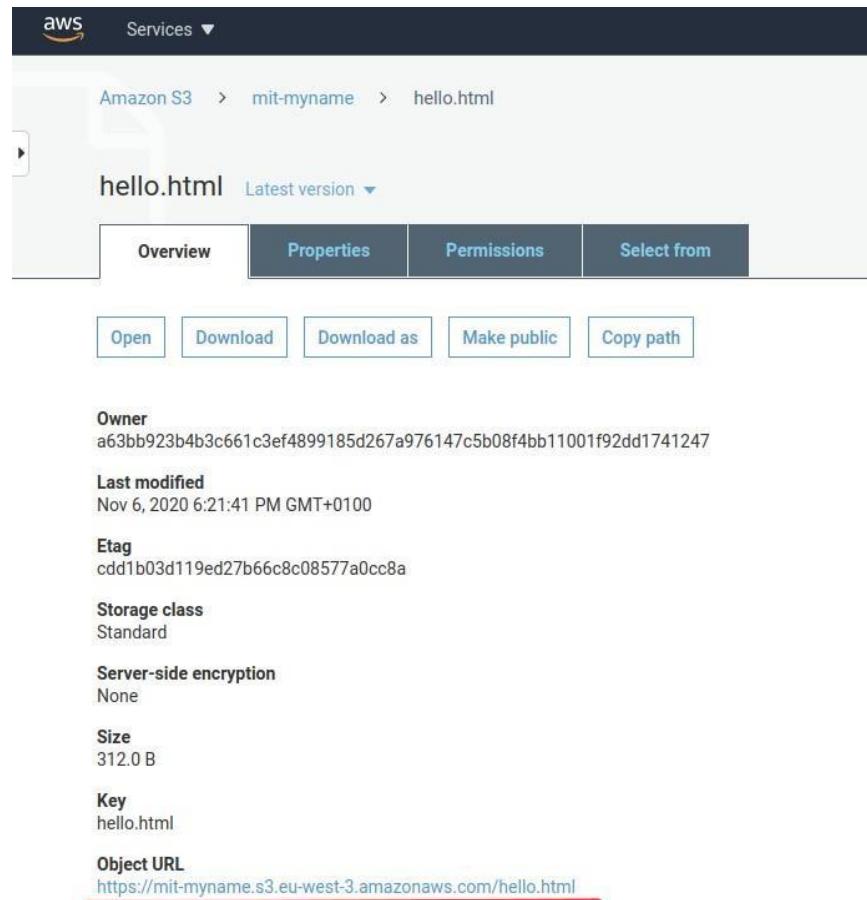 aws Services ▼
Amazon S3 > mit-myname > hello.html
hello.html Latest version ▼
Overview Properties Permissions Select from
Open Download Download as Make public Copy path
Owner
a63bb923b4b3c661c3ef4899185d267a976147c5b08f4bb11001f92dd1741247
Last modified
Nov 6, 2020 6:21:41 PM GMT+0100
Etag
cdd1b03d119ed27b66c8c08577a0cc8a
Storage class
Standard
Server-side encryption
None
Size
312.0 B
Key
hello.html
Object URL
https://mit-myname.s3.eu-west-3.amazonaws.com/hello.html